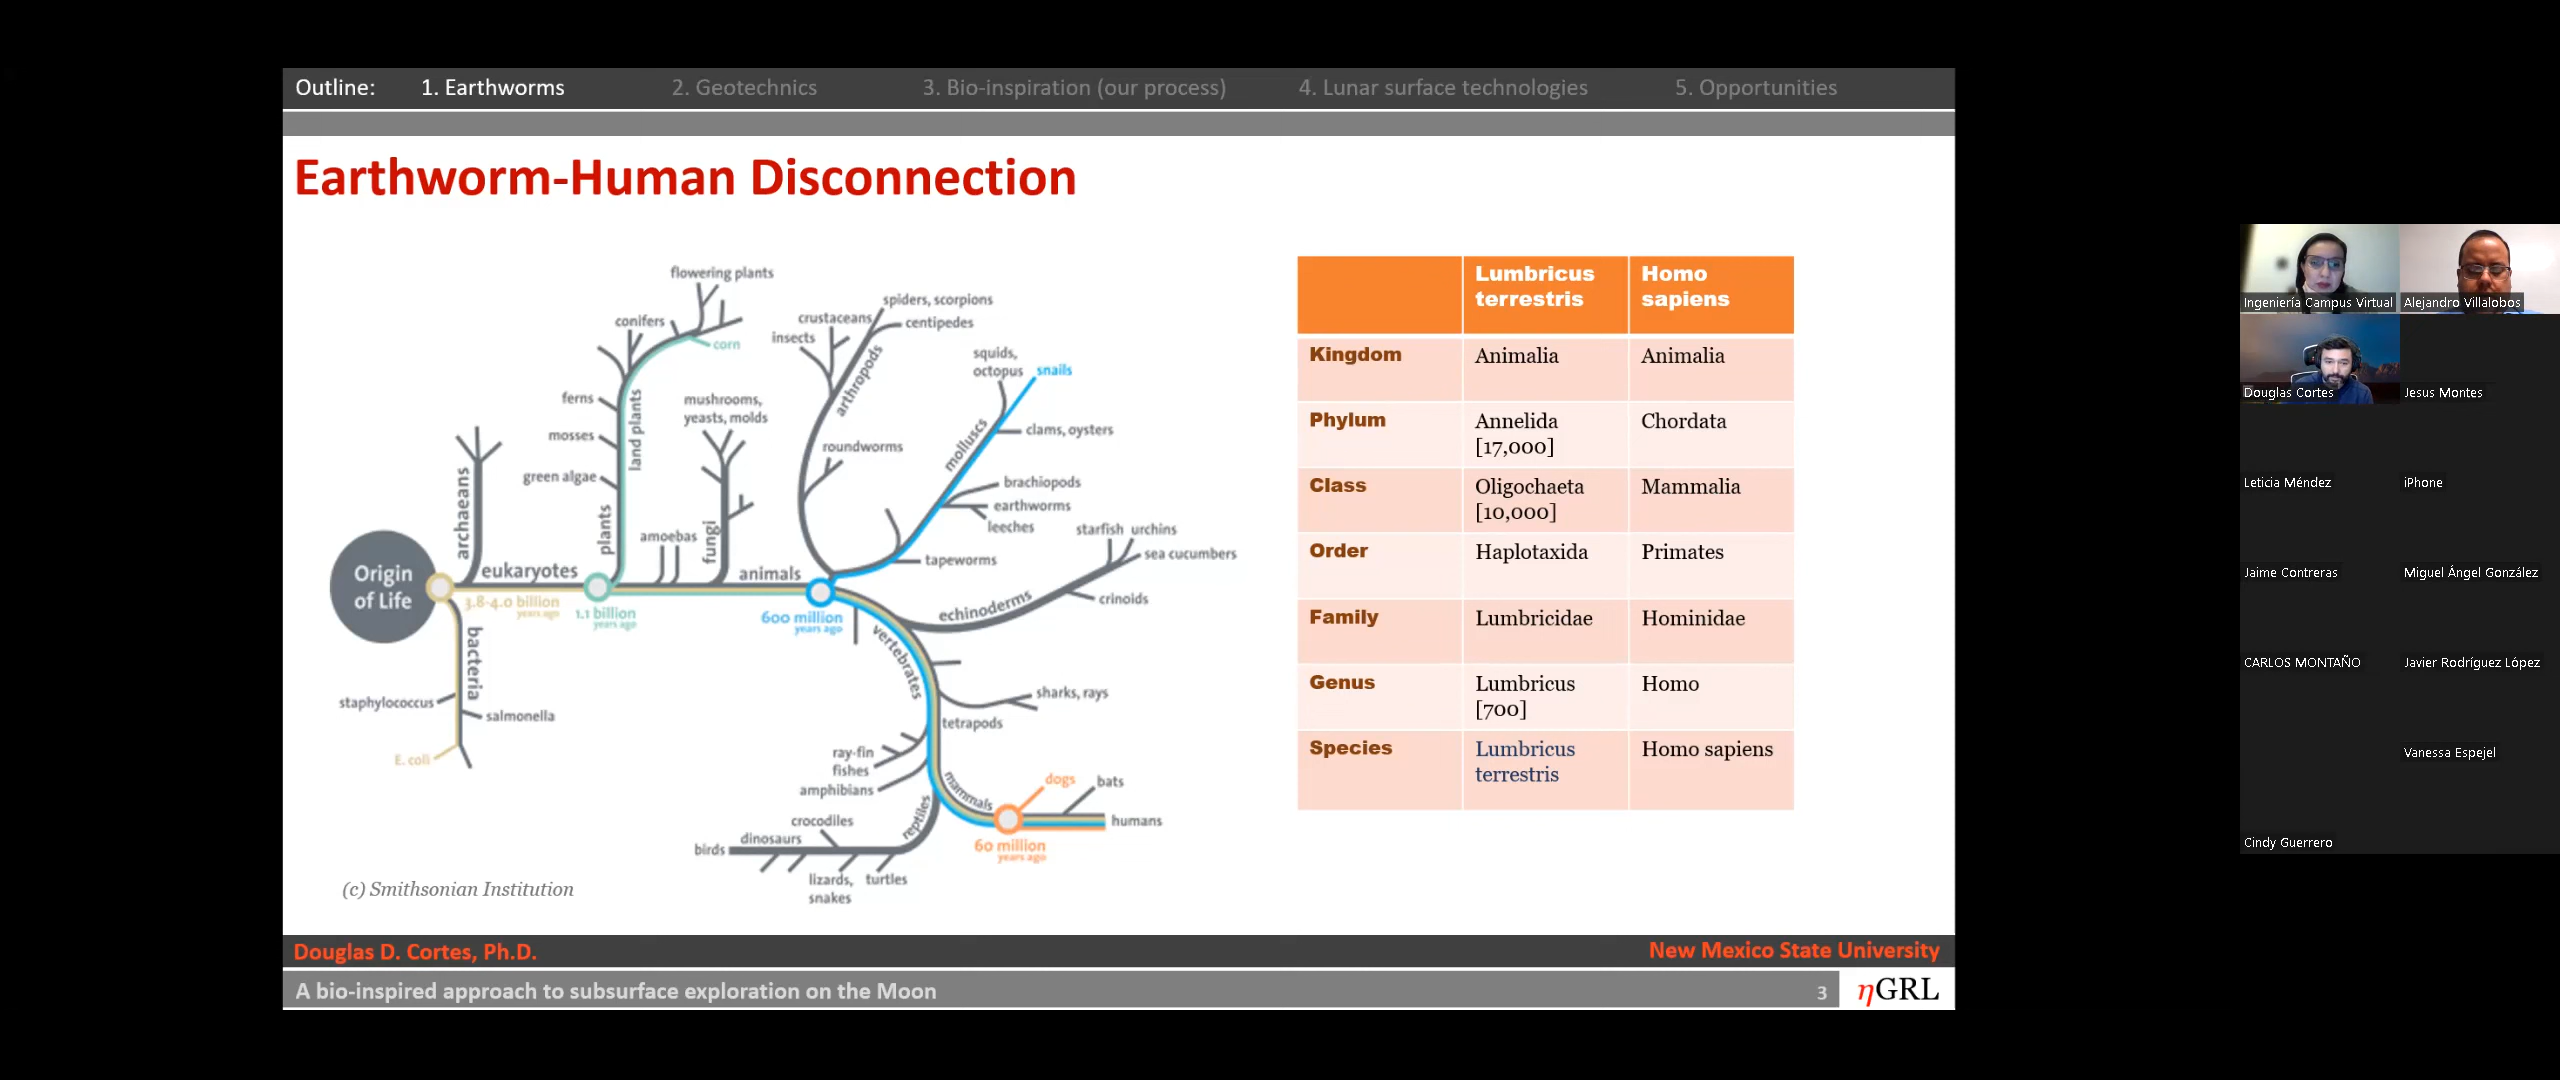 Outline: 1. Earthworms 2. Geotechnics 3. Bio-inspiration (our process) 4. Lunar surface technologies 5. Opportunities
Earthworm-Human Disconnection
flowering plants
conifers
corn
ferns
mosses
green algae
land plants
plants
mushrooms,
yeasts, molds
amoebas
fungi
archaeans
Origin
of Life
eukaryotes
3.8-4.0 billion
years ago
1.1 billion
years ago
animals
600 million
years ago
bacteria
staphylococcus
salmonella
E. coli
spiders, scorpions
crustaceans
centipedes
insects
arthropods
roundworms
squids,
octopus
snails
molluscs
clams, oysters
brachiopods
earthworms
leeches
tapeworms
starfish urchins
sea cucumbers
echinoderms
crinoids
vertebrates
sharks, rays
tetrapods
ray-fin
fishes
amphibians
mammals
dogs
bats
humans
60 million
years ago
reptiles
crocodiles
dinosaurs
birds
lizards,
snakes
turtles
(c) Smithsonian Institution
Lumbricus
terrestris
Homo
sapiens
Kingdom Animalia Animalia
Phylum Annelida Chordata
[17,000]
Class Oligochaeta Mammalia
[10,000]
Order Haplotaxida Primates
Family Lumbricidae Hominidae
Genus Lumbricus Homo
[700]
Species Lumbricus Homo sapiens
terrestris
Douglas D. Cortes, Ph.D. New Mexico State University
A bio-inspired approach to subsurface exploration on the Moon 3 ηGRL
Ingeniería Campus Virtual Alejandro Villalobos
Douglas Cortes Jesus Montes
Leticia Méndez iPhone
Jaime Contreras Miguel Ángel González
CARLOS MONTAÑO Javier Rodríguez López
Vanessa Espejel
Cindy Guerrero